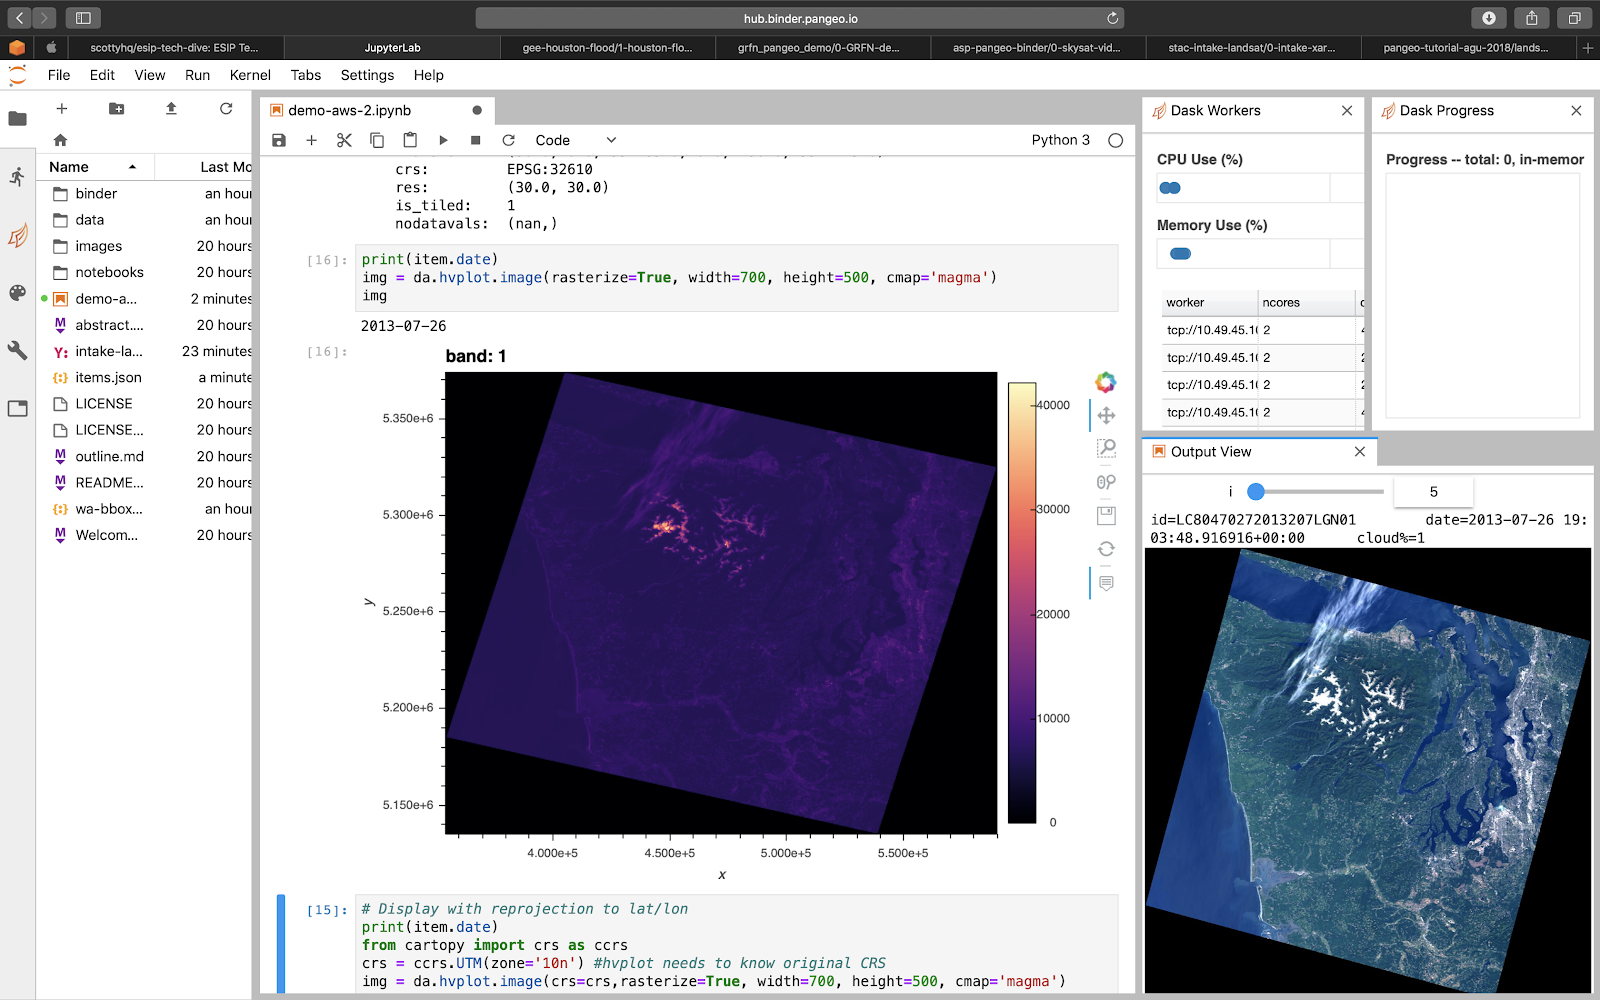 hub.binder.pangeo.io
scottyhq/esip-tech-dive: ESIP Te...
JupyterLab
gee-houston-flood/1-houston-flo...
grfn_pangeo_demo/0-GRFN-de...
asp-pangeo-binder/0-skysat-vid...
stac-intake-landsat/0-intake-xar...
pangeo-tutorial-agu-2018/lands...
File Edit View Run Kernel Tabs Settings Help
Name Last Mo
binder an hour
data an hour
images 20 hours
notebooks 20 hours
demo-a... 2 minutes
abstract.... 20 hours
intake-la... 23 minutes
items.json a minute
LICENSE 20 hours
LICENSE... 20 hours
outline.md 20 hours
README... 20 hours
wa-bbox... an hour
Welcom... 20 hours
demo-aws-2.ipynb
Code
Python 3
crs: EPSG:32610
res: (30.0, 30.0)
is_tiled: 1
nodatavals: (nan,)
[16]: print(item.date)
img = da.hvplot.image(rasterize=True, width=700, height=500, cmap='magma')
img
2013-07-26
[16]:
band: 1
5.350e+6
5.300e+6
5.250e+6
5.200e+6
5.150e+6
y
4.000e+5 4.500e+5 5.000e+5 5.500e+5
x
40000
30000
20000
10000
0
[15]: # Display with reprojection to lat/lon
print(item.date)
from cartopy import crs as ccrs
crs = ccrs.UTM(zone='10n') #hvplot needs to know original CRS
img = da.hvplot.image(crs=crs,rasterize=True, width=700, height=500, cmap='magma')
Dask Workers
CPU Use (%)
Memory Use (%)
worker ncores
tcp://10.49.45.1 2
tcp://10.49.45.1 2
tcp://10.49.45.1 2
tcp://10.49.45.1 2
Dask Progress
Progress -- total: 0, in-memor
Output View
i 5
id=LC80470272013207LGN01 date=2013-07-26 19:
03:48.916916+00:00 cloud%=1